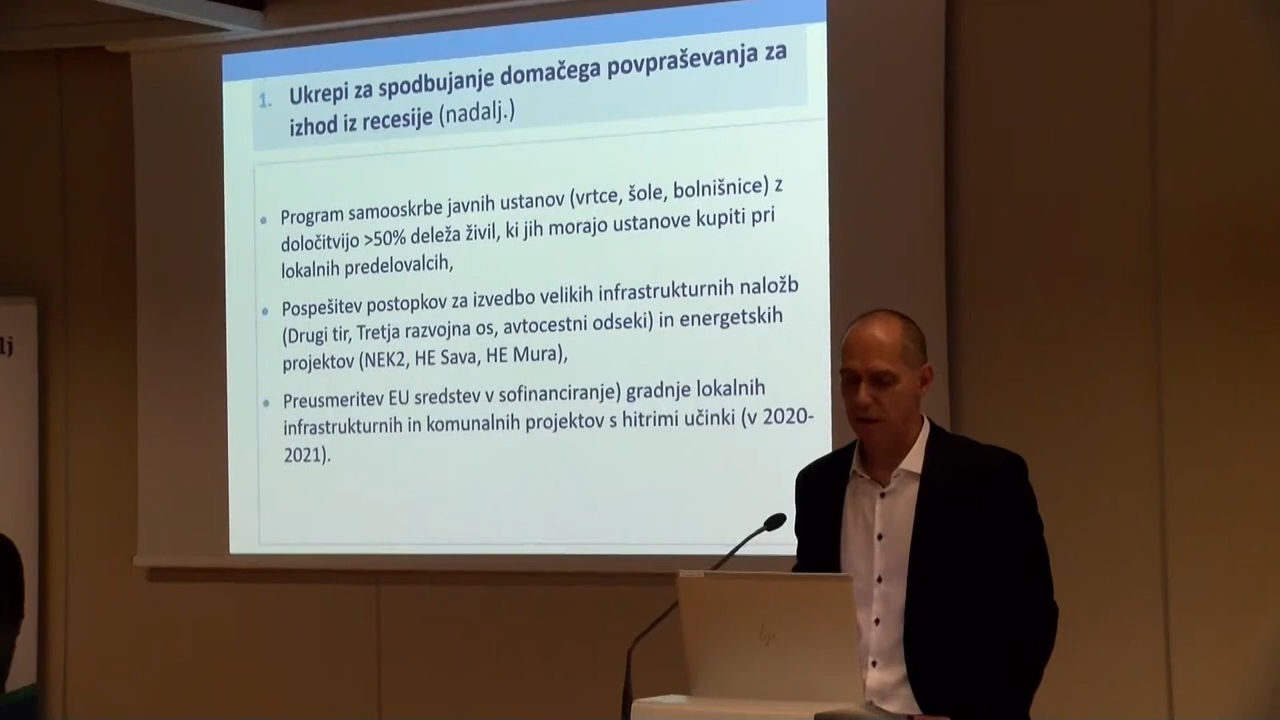 1. Ukrepi za spodbujanje domačega povpraševanja za
izhod iz recesije (nadalj.)
• Program samooskrbe javnih ustanov (vrtce, šole, bolnišnice) z
določitvijo >50% deleža živil, ki jih morajo ustanove kupiti pri
lokalnih predelovalcih,
• Pospešitev postopkov za izvedbo velikih infrastrukturnih naložb
(Drugi tir, Tretja razvojna os, avtocestni odseki) in energetskih
projektov (NEK2, HE Sava, HE Mura),
• Preusmeritev EU sredstev v sofinanciranje) gradnje lokalnih
infrastrukturnih in komunalnih projektov s hitrimi učinki (v 2020-
2021).
hp